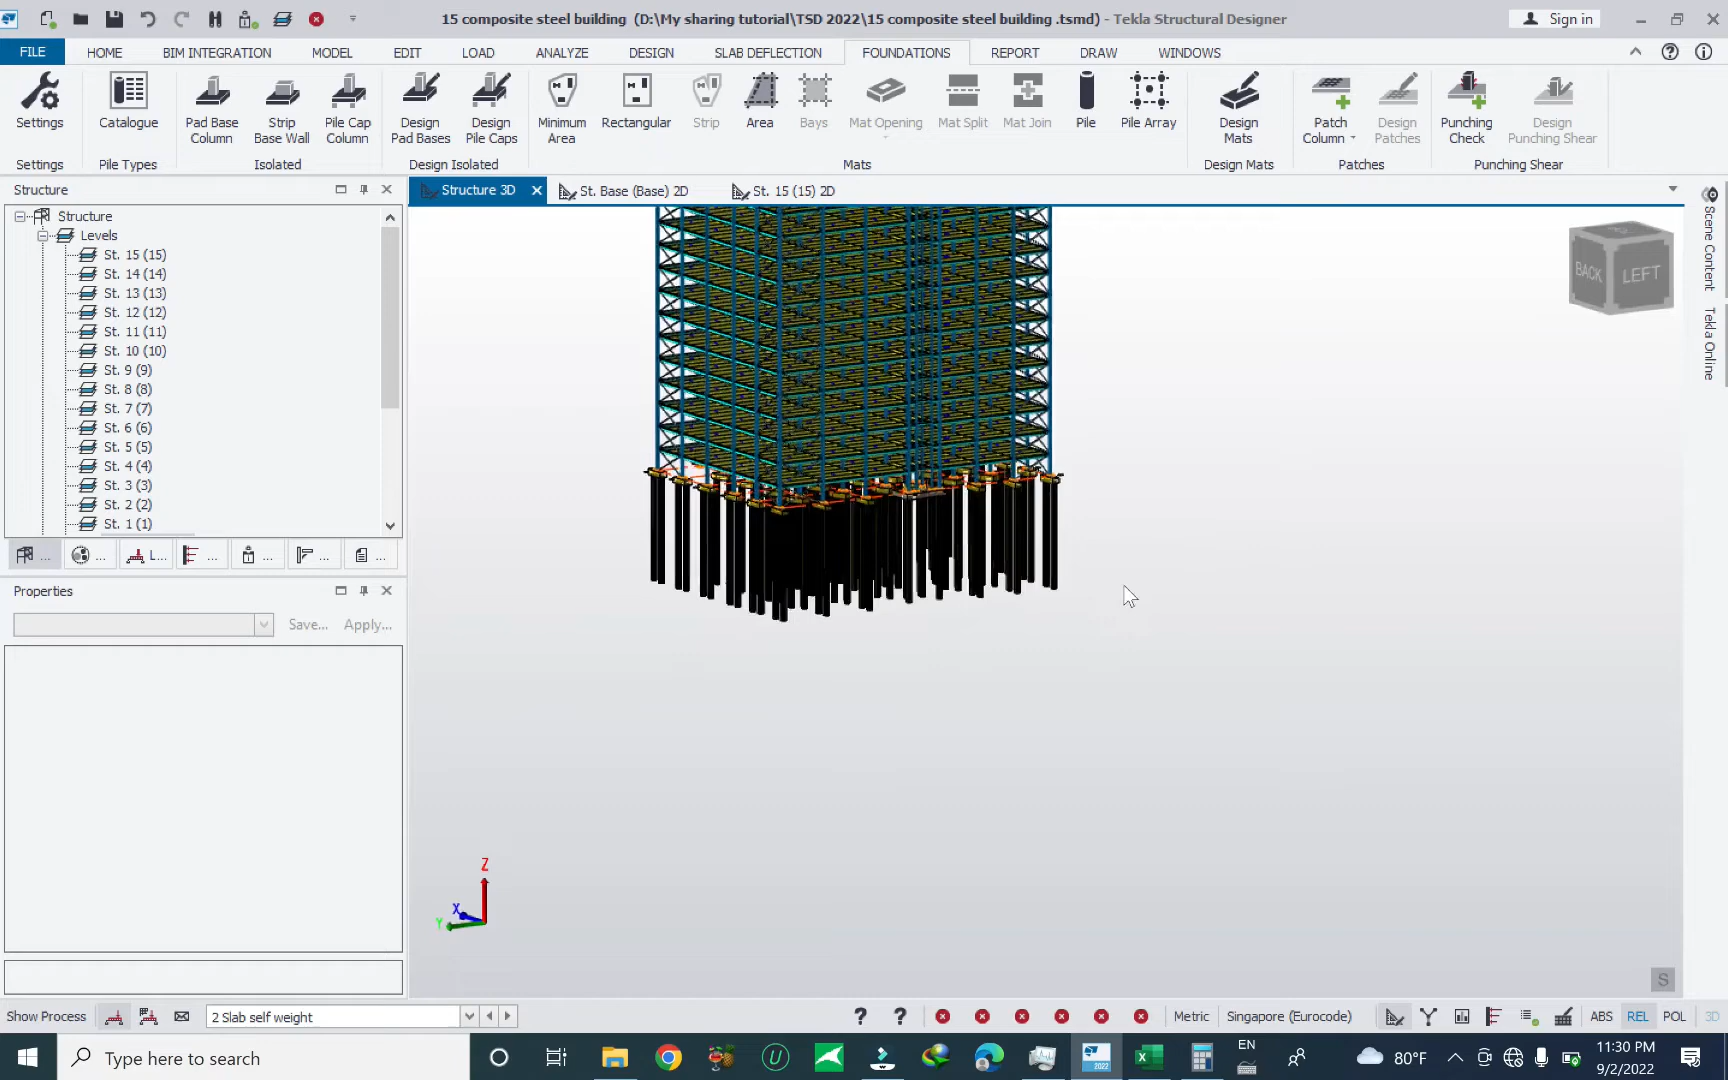 15 composite steel building (D:\My sharing tutorial\TSD 2022\15 composite steel building .tsmd) - Tekla Structural Designer
Sign in
FILE HOME BIM INTEGRATION MODEL EDIT LOAD ANALYZE DESIGN SLAB DEFLECTION FOUNDATIONS REPORT DRAW WINDOWS
Settings
Catalogue
Pad Base
Column
Strip
Base Wall
Pile Cap
Column
Design
Pad Bases
Design
Pile Caps
Minimum
Area
Rectangular
Strip
Area
Bays
Mat Opening
Mat Split
Mat Join
Pile
Pile Array
Design
Mats
Patch
Column
Design
Patches
Punching
Check
Design
Punching Shear
Settings
Pile Types
Isolated
Design Isolated
Mats
Design Mats
Patches
Punching Shear
Structure
Structure 3D
St. Base (Base) 2D
St. 15 (15) 2D
Structure
Levels
St. 15 (15)
St. 14 (14)
St. 13 (13)
St. 12 (12)
St. 11 (11)
St. 10 (10)
St. 9 (9)
St. 8 (8)
St. 7 (7)
St. 6 (6)
St. 5 (5)
St. 4 (4)
St. 3 (3)
St. 2 (2)
St. 1 (1)
... ... L... ... ... ... ...
Properties
Save... Apply...
BACK LEFT
Scene Content
Tekla Online
Z
X
Y
S
Show Process
2 Slab self weight
Metric
Singapore (Eurocode)
ABS REL POL 3D
Type here to search
2022
EN
80°F
11:30 PM
9/2/2022